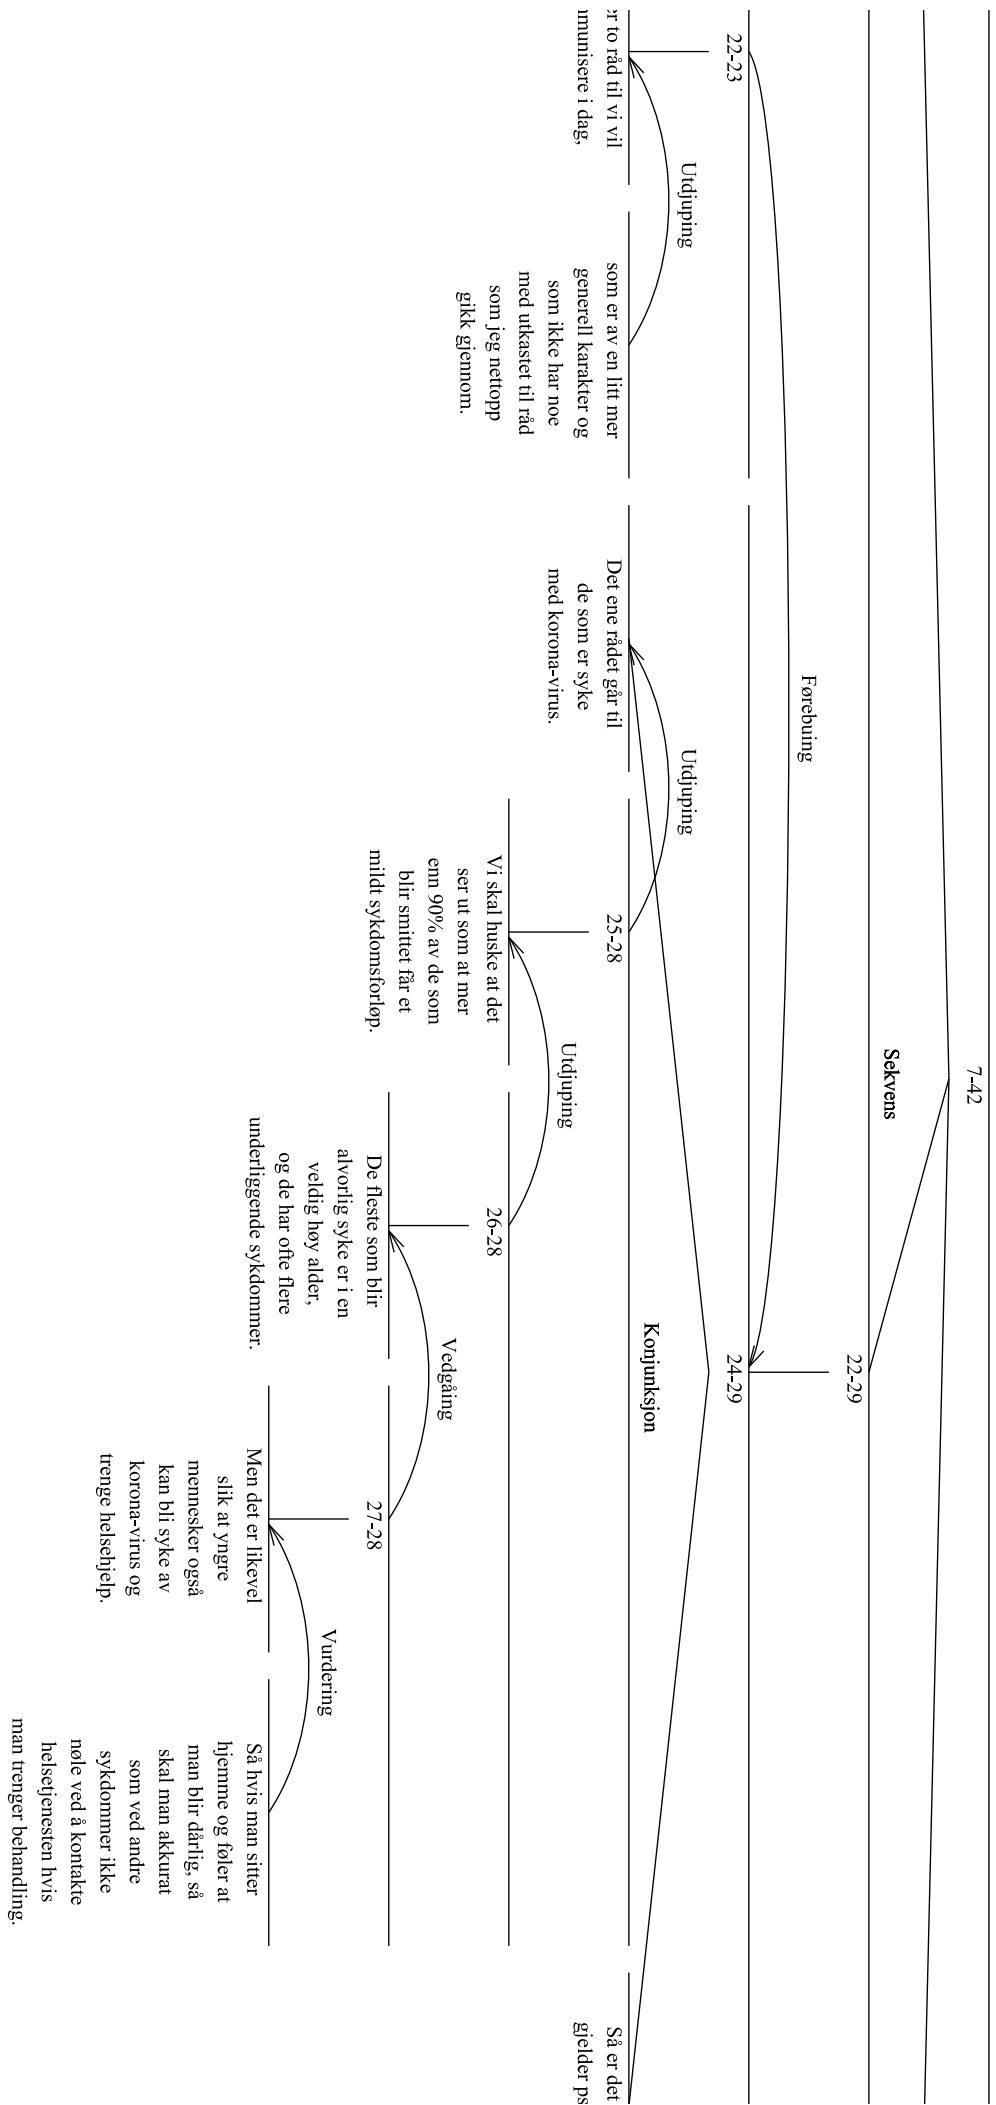 7-42
Sekvens
22-29
Førebuing
22-23
24-29
Utdjuping
Konjunksjon
to råd til vi vil
i dag,
som er av en litt mer
generell karakter og
som ikke har noe
med utkastet til råd
som jeg nettopp
gikk gjennom.
Det ene rådet går til
de som er syke
med korona-virus.
Utdjuping
25-28
Vi skal huske at det
ser ut som at mer
enn 90% av de som
blir smittet får et
mildt sykdomsforløp.
Utdjuping
26-28
De fleste som blir
alvorlig syke er i en
veldig høy alder,
og de har ofte flere
underliggende sykdommer.
Vedgåing
27-28
Men det er likevel
slik at yngre
mennesker også
kan bli syke av
korona-virus og
trenge helsehjelp.
Vurdering
Så hvis man sitter
hjemme og føler at
man blir dårlig, så
skal man akkurat
som ved andre
sykdommer ikke
nøle ved å kontakte
helsetjenesten hvis
man trenger behandling.
Så er det
gjelder